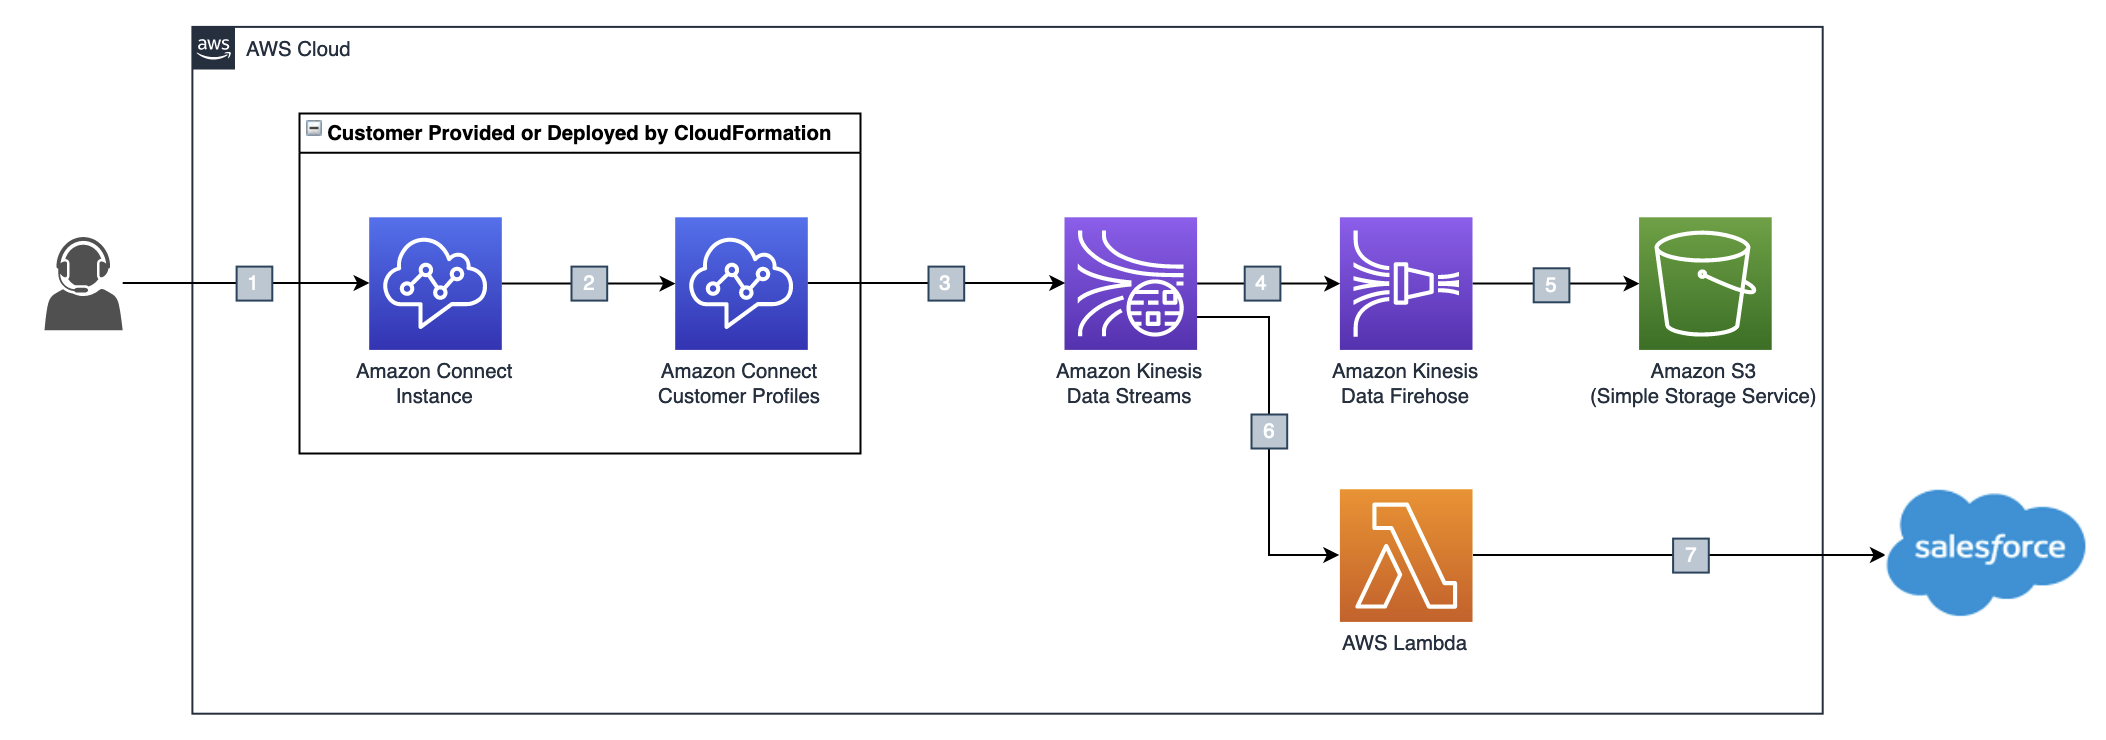 aws
AWS Cloud
Customer Provided or Deployed by CloudFormation
1
2
3
4
5
Amazon Connect
Instance
Amazon Connect
Customer Profiles
Amazon Kinesis
Data Streams
Amazon Kinesis
Data Firehose
Amazon S3
(Simple Storage Service)
6
7
salesforce
AWS Lambda